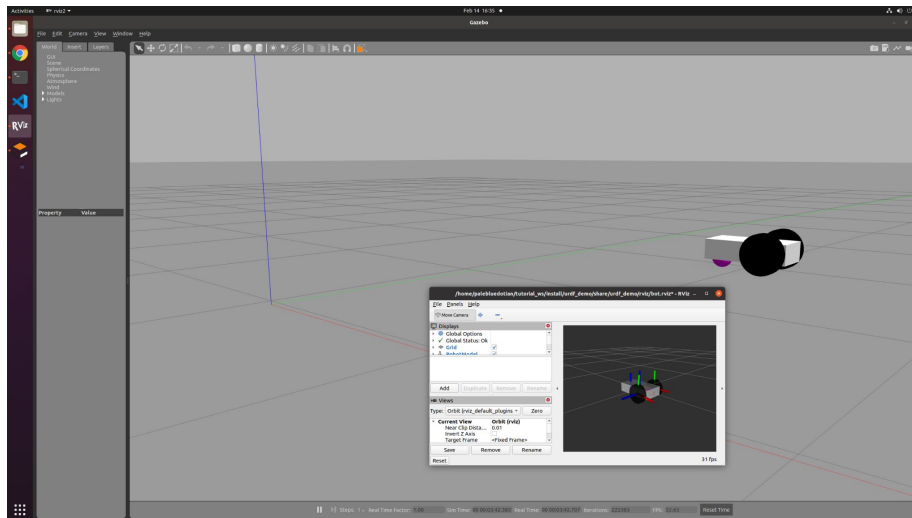 Activities rviz2 Feb 14 16:35
Gazebo
File Edit Camera View Window Help
World Insert Layers
GUI
Scene
Spherical Coordinates
Physics
Atmosphere
Wind
Models
Lights
RViz
Property Value
/home/palebluedotian/tutorial_ws/install/urdf_demo/share/urdf_demo/rviz/bot.rviz* - RViz
File Panels Help
Move Camera
Displays
Global Options
Global Status: Ok
Grid
RobotModel
Add Duplicate Remove Rename
Views
Type: Orbit (rviz_default_plugins Zero
Current View Orbit (rviz)
Near Clip Dista... 0.01
Invert Z Axis
Target Frame <Fixed Frame>
Save Remove Rename
Reset 31 fps
Steps: 1 Real Time Factor: 1.00 Sim Time: Real Time: Iterations: FPS: Reset Time